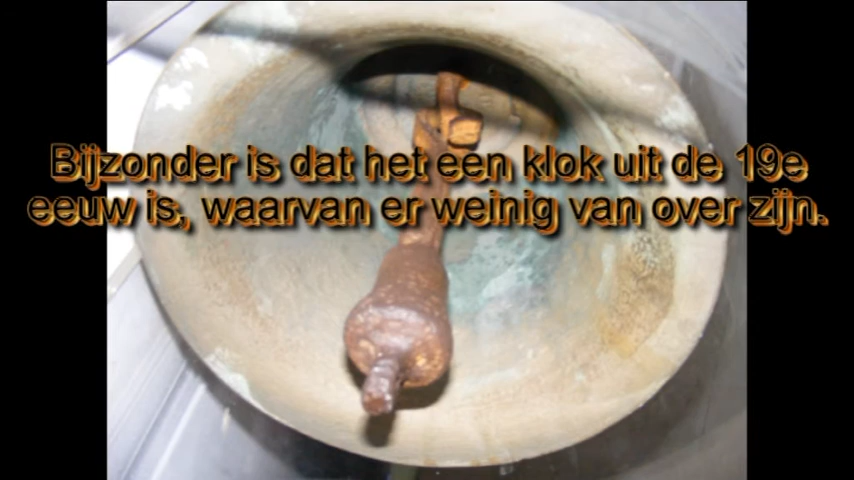 Bijzonder is dat het een klok uit de 19e
eeuw is, waarvan er weinig van over zijn.